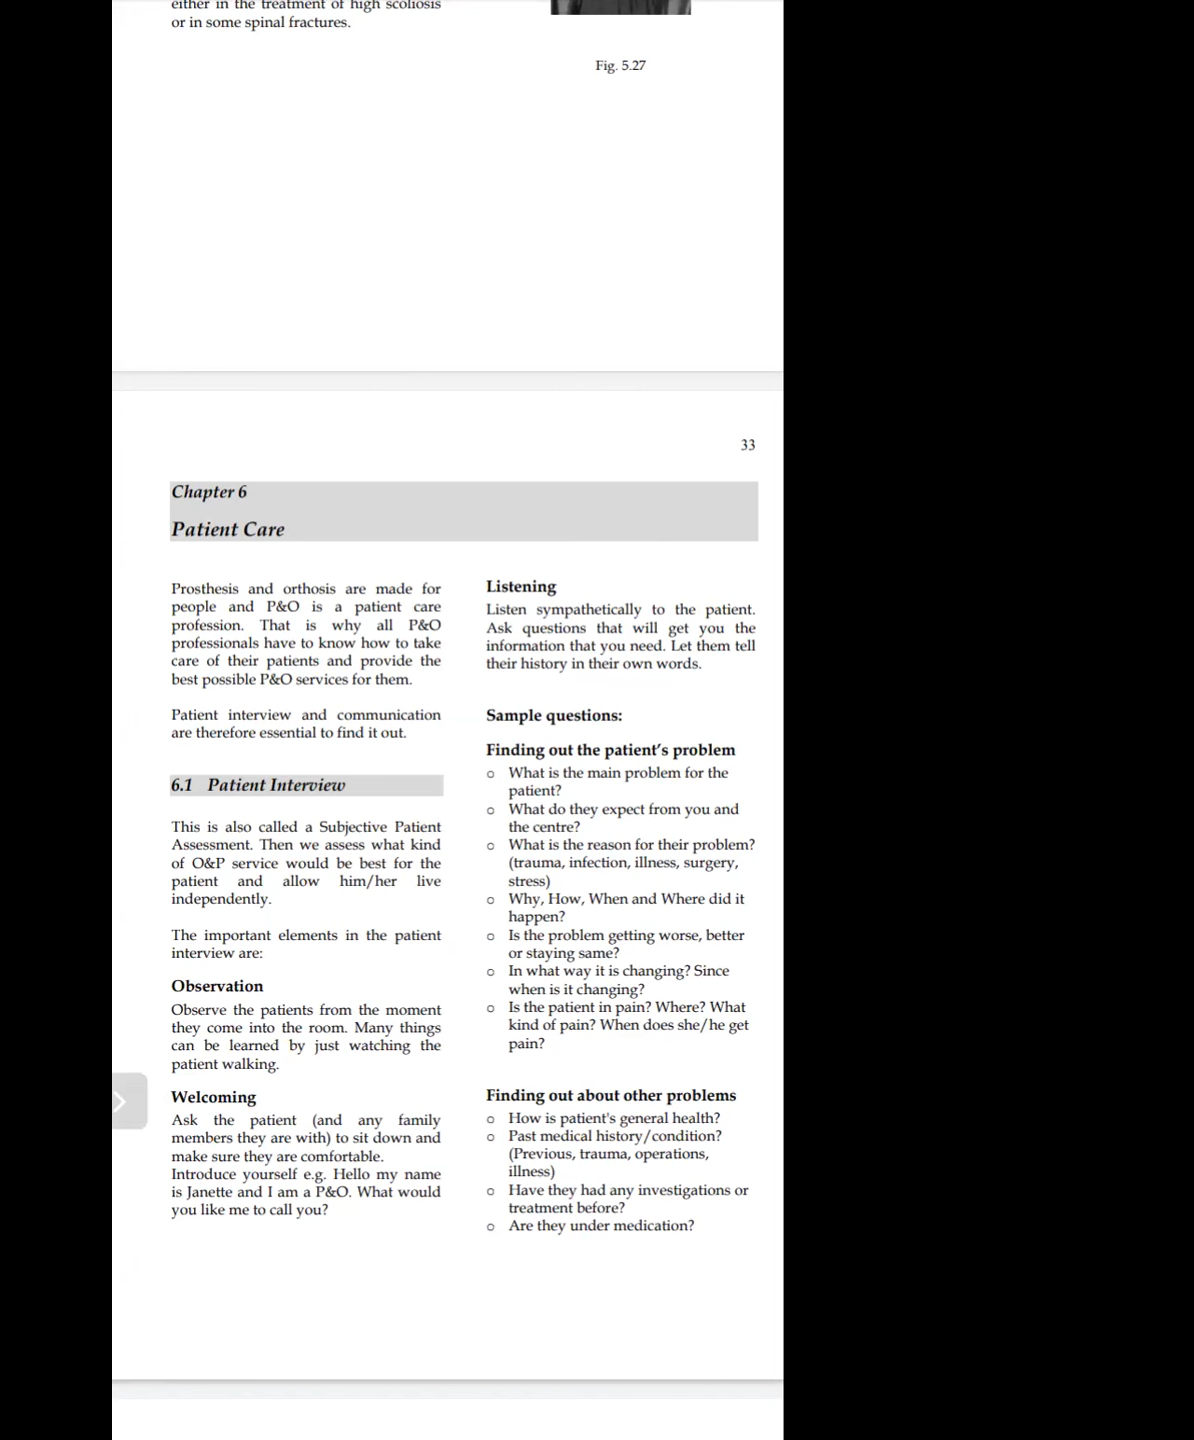 either in the treatment of high scoliosis
or in some spinal fractures.
Fig. 5.27
33
Chapter 6
Patient Care
Prosthesis and orthosis are made for
people and P&O is a patient care
profession. That is why all P&O
professionals have to know how to take
care of their patients and provide the
best possible P&O services for them.
Patient interview and communication
are therefore essential to find it out.
6.1 Patient Interview
This is also called a Subjective Patient
Assessment. Then we assess what kind
of O&P service would be best for the
patient and allow him/her live
independently.
The important elements in the patient
interview are:
Observation
Observe the patients from the moment
they come into the room. Many things
can be learned by just watching the
patient walking.
Welcoming
Ask the patient (and any family
members they are with) to sit down and
make sure they are comfortable.
Introduce yourself e.g. Hello my name
is Janette and I am a P&O. What would
you like me to call you?
Listening
Listen sympathetically to the patient.
Ask questions that will get you the
information that you need. Let them tell
their history in their own words.
Sample questions:
Finding out the patient's problem
o What is the main problem for the
patient?
o What do they expect from you and
the centre?
o What is the reason for their problem?
(trauma, infection, illness, surgery,
stress)
o Why, How, When and Where did it
happen?
o Is the problem getting worse, better
or staying same?
o In what way it is changing? Since
when is it changing?
o Is the patient in pain? Where? What
kind of pain? When does she/he get
pain?
Finding out about other problems
o How is patient's general health?
o Past medical history/condition?
(Previous, trauma, operations,
illness)
o Have they had any investigations or
treatment before?
o Are they under medication?